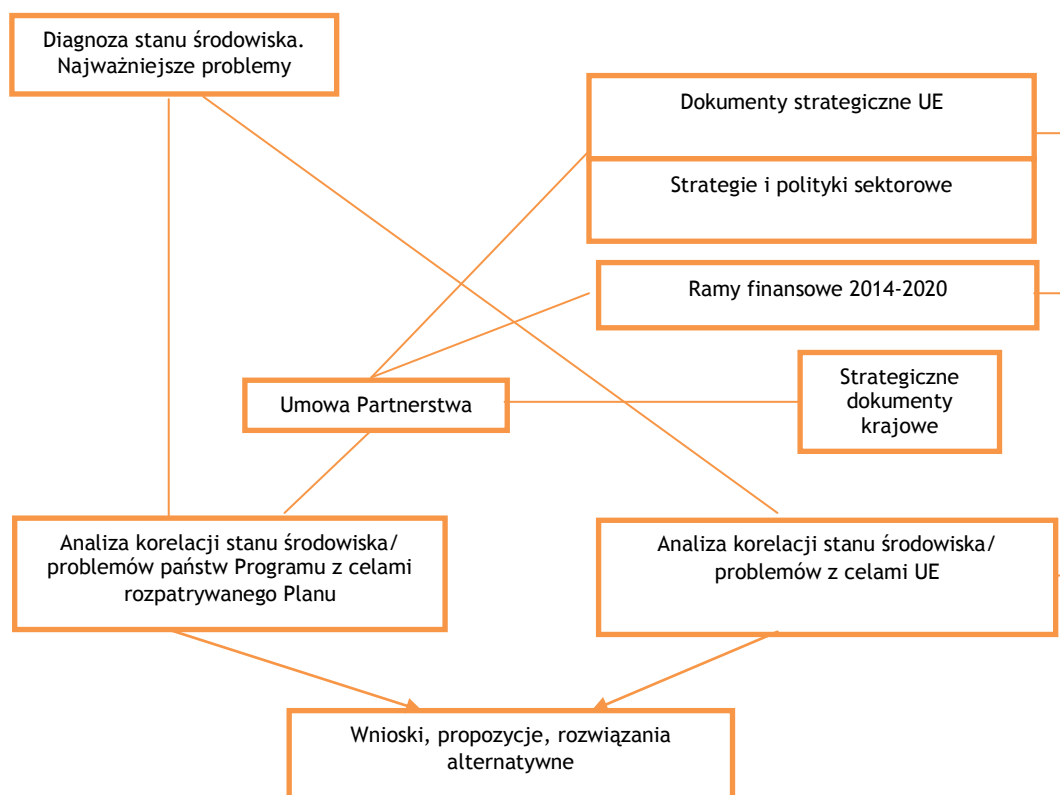 Diagnoza stanu środowiska.
Najważniejsze problemy
Dokumenty strategiczne UE
Strategie i polityki sektorowe
Ramy finansowe 2014-2020
Strategiczne
dokumenty
krajowe
Umowa Partnerstwa
Analiza korelacji stanu środowiska/
problemów państw Programu z celami
rozpatrywanego Planu
Analiza korelacji stanu środowiska/
problemów z celami UE
Wnioski, propozycje, rozwiązania
alternatywne